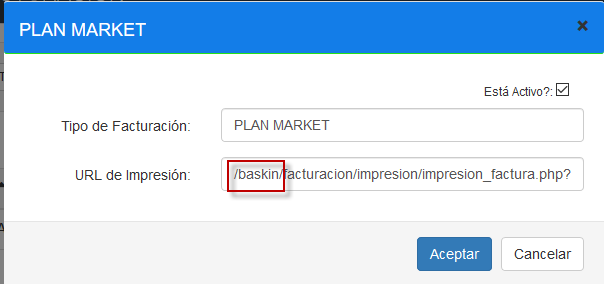 PLAN MARKET
Está Activo?:
Tipo de Facturación: PLAN MARKET
URL de Impresión: /baskin/facturacion/impresion/impresion_factura.php?
Aceptar Cancelar